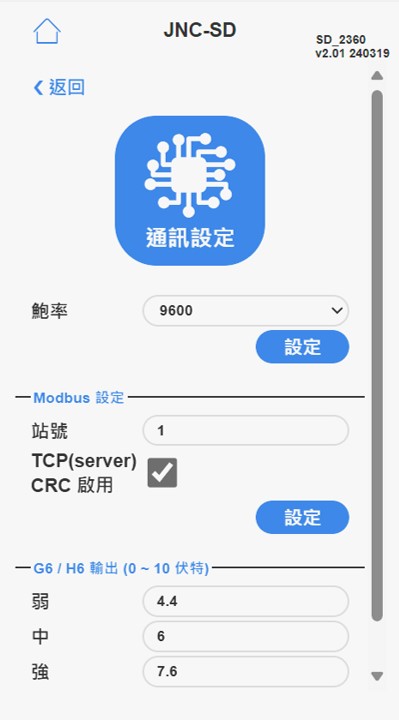 JNC-SD
SD_2360
v2.01 240319
返回
通訊設定
鮑率
9600
設定
Modbus 設定
站號
1
TCP(server)
CRC 啟用
設定
G6 / H6 輸出 (0 ~ 10 伏特)
弱
4.4
中
6
強
7.6